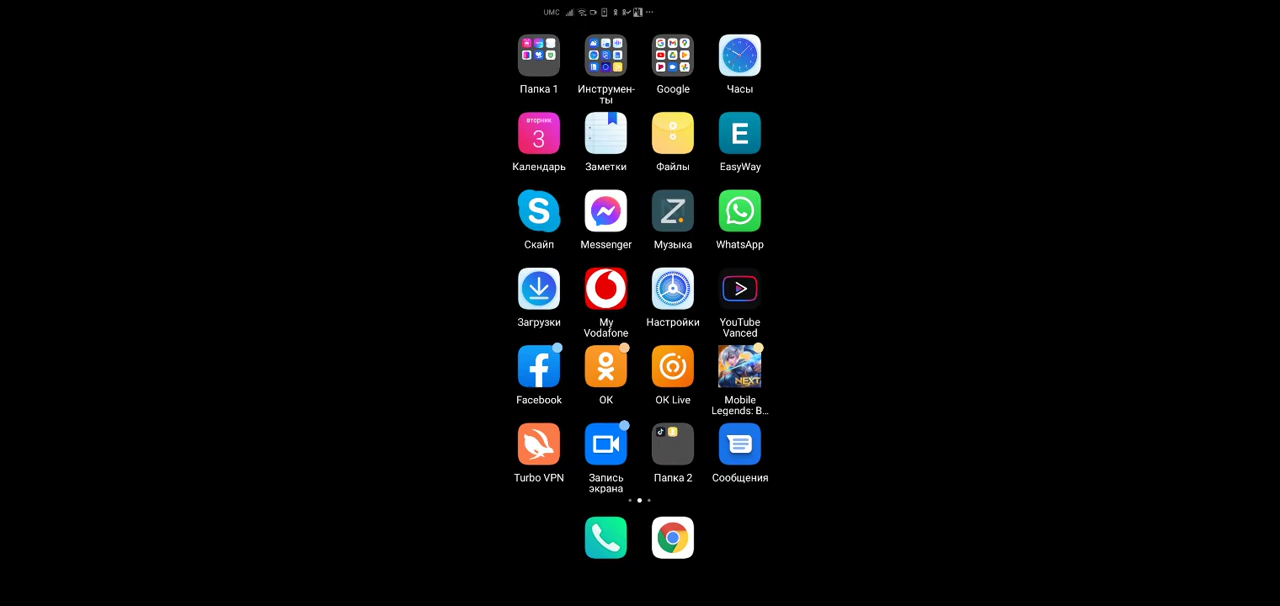 UMC
Папка 1
Инструмен-
ты
Google
Часы
вторник
3
Календарь
Заметки
Файлы
E
EasyWay
S
Скайп
Messenger
Z.
Музыка
WhatsApp
Загрузки
My
Vodafone
Настройки
YouTube
Vanced
Facebook
ОК
OK Live
NEXT
Mobile
Legends: B...
Turbo VPN
Запись
экрана
Папка 2
Сообщения